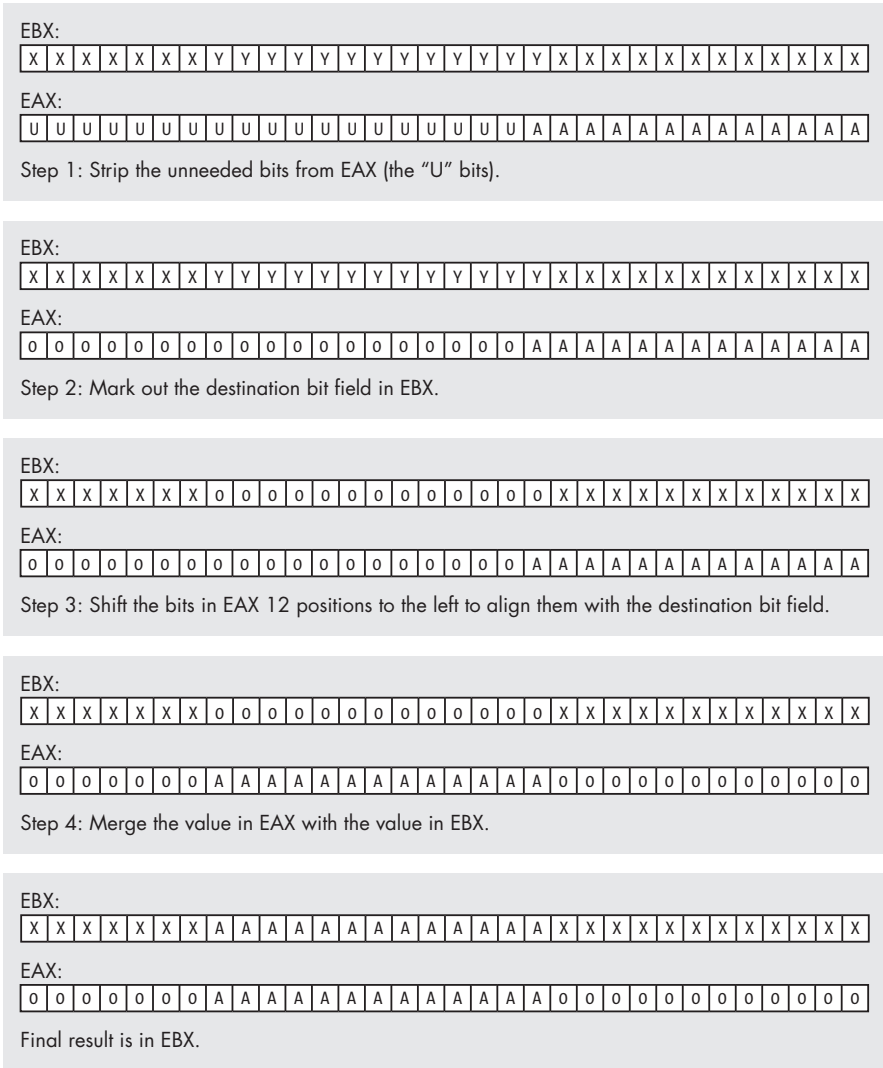 EBX:
X X X X X X X Y Y Y Y Y Y Y Y Y Y Y Y Y X X X X X X X X X X X X
EAX:
U U U U U U U U U U U U U U U U U U U A A A A A A A A A A A A A
Step 1: Strip the unneeded bits from EAX (the “U” bits).
EBX:
X X X X X X X Y Y Y Y Y Y Y Y Y Y Y Y Y X X X X X X X X X X X X
EAX:
0 0 0 0 0 0 0 0 0 0 0 0 0 0 0 0 0 0 0 A A A A A A A A A A A A A
Step 2: Mark out the destination bit field in EBX.
EBX:
X X X X X X X 0 0 0 0 0 0 0 0 0 0 0 0 0 X X X X X X X X X X X X
EAX:
0 0 0 0 0 0 0 0 0 0 0 0 0 0 0 0 0 0 0 A A A A A A A A A A A A A
Step 3: Shift the bits in EAX 12 positions to the left to align them with the destination bit field.
EBX:
X X X X X X X 0 0 0 0 0 0 0 0 0 0 0 0 0 X X X X X X X X X X X X
EAX:
0 0 0 0 0 0 0 A A A A A A A A A A A A A 0 0 0 0 0 0 0 0 0 0 0 0
Step 4: Merge the value in EAX with the value in EBX.
EBX:
X X X X X X X A A A A A A A A A A A A A X X X X X X X X X X X X
EAX:
0 0 0 0 0 0 0 A A A A A A A A A A A A A 0 0 0 0 0 0 0 0 0 0 0 0
Final result is in EBX.